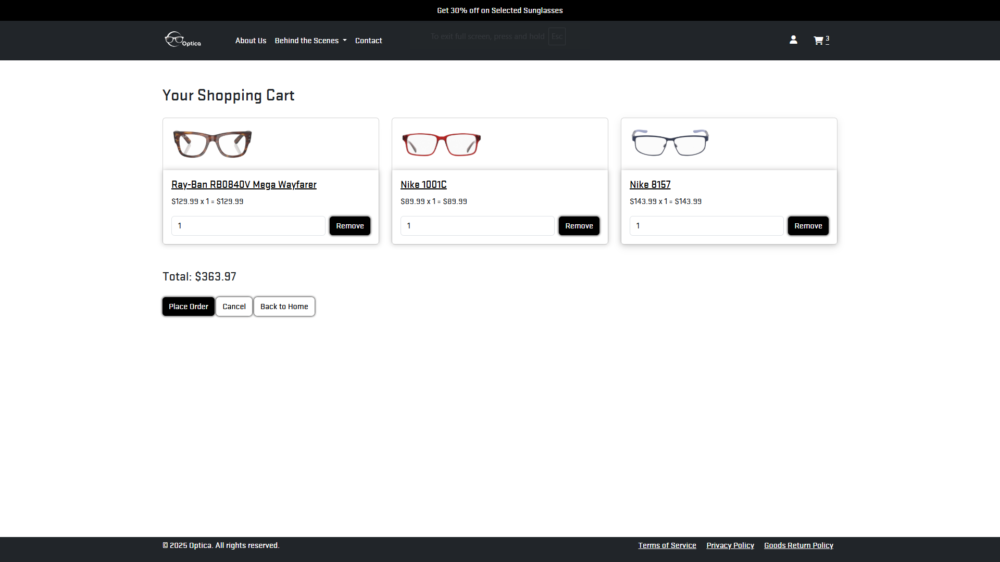 Get 30% off on Selected Sunglasses
Optica
About Us Behind the Scenes Contact
To exit full screen, press and hold Esc
3
Your Shopping Cart
Ray-Ban RB0840V Mega Wayfarer
$129.99 x 1 = $129.99
1 Remove
Nike 1001C
$89.99 x 1 = $89.99
1 Remove
Nike 8157
$143.99 x 1 = $143.99
1 Remove
Total: $363.97
Place Order Cancel Back to Home
© 2025 Optica. All rights reserved.
Terms of Service Privacy Policy Goods Return Policy